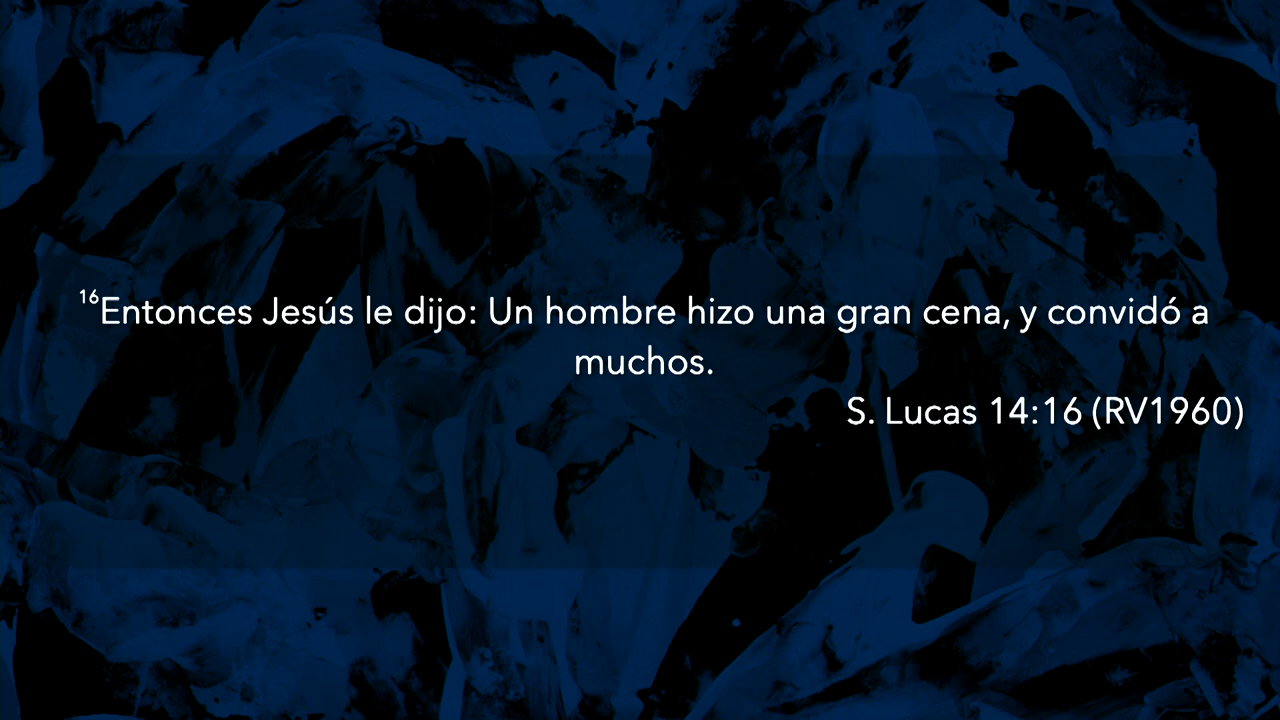 16Entonces Jesús le dijo: Un hombre hizo una gran cena, y convidó a
muchos.
S. Lucas 14:16 (RV1960)